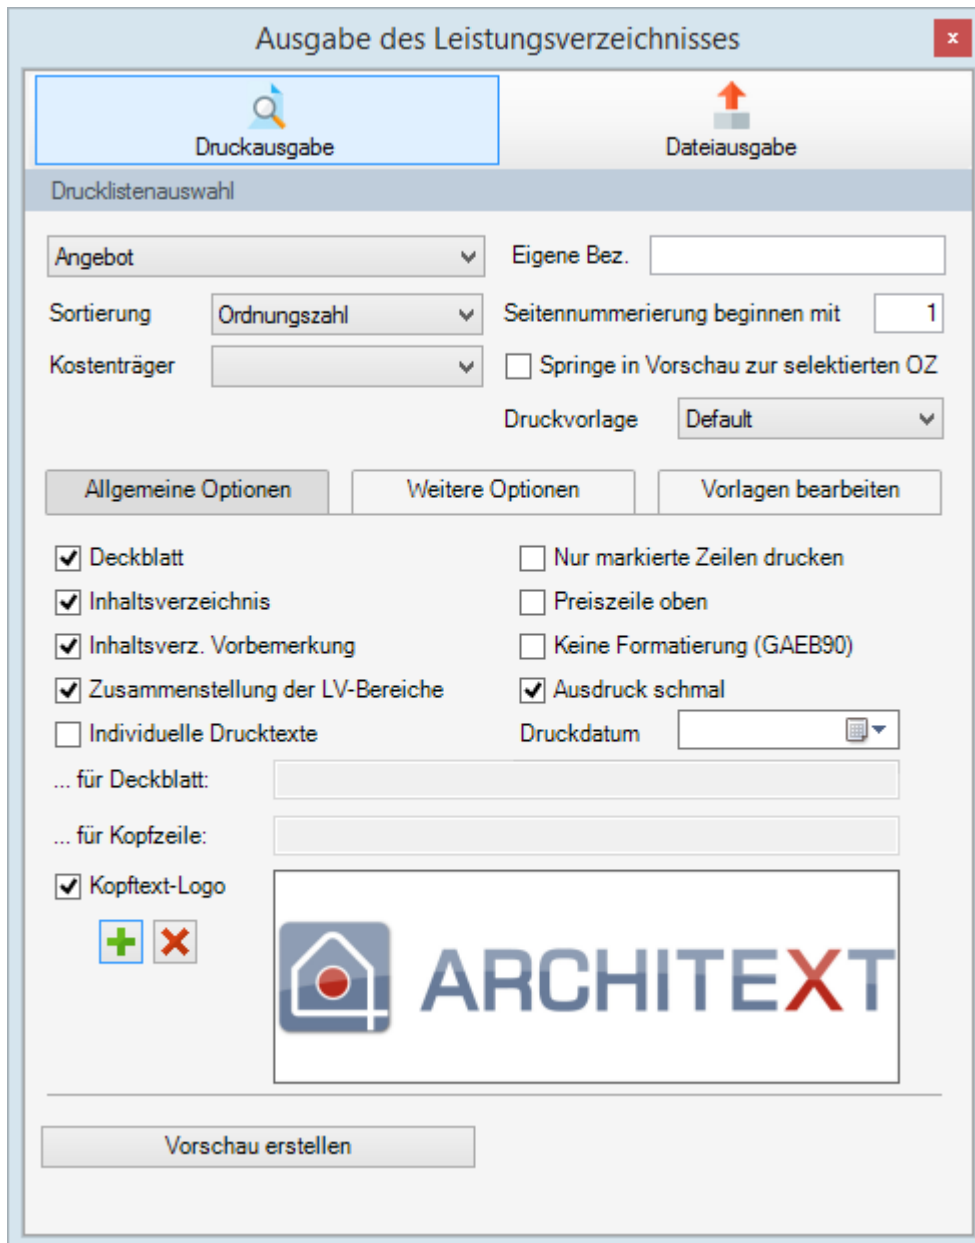 Ausgabe des Leistungsverzeichnisses
x
Druckausgabe
Dateiausgabe
Drucklistenauswahl
Angebot
Eigene Bez.
Sortierung
Ordnungszahl
Seitennummerierung beginnen mit
1
Kostenträger
Springe in Vorschau zur selektierten OZ
Druckvorlage
Default
Allgemeine Optionen
Weitere Optionen
Vorlagen bearbeiten
Deckblatt
Nur markierte Zeilen drucken
Inhaltsverzeichnis
Preiszeile oben
Inhaltsverz. Vorbemerkung
Keine Formatierung (GAEB90)
Zusammenstellung der LV-Bereiche
Ausdruck schmal
Individuelle Drucktexte
Druckdatum
... für Deckblatt:
... für Kopfzeile:
Kopftext-Logo
ARCHITEXT
Vorschau erstellen